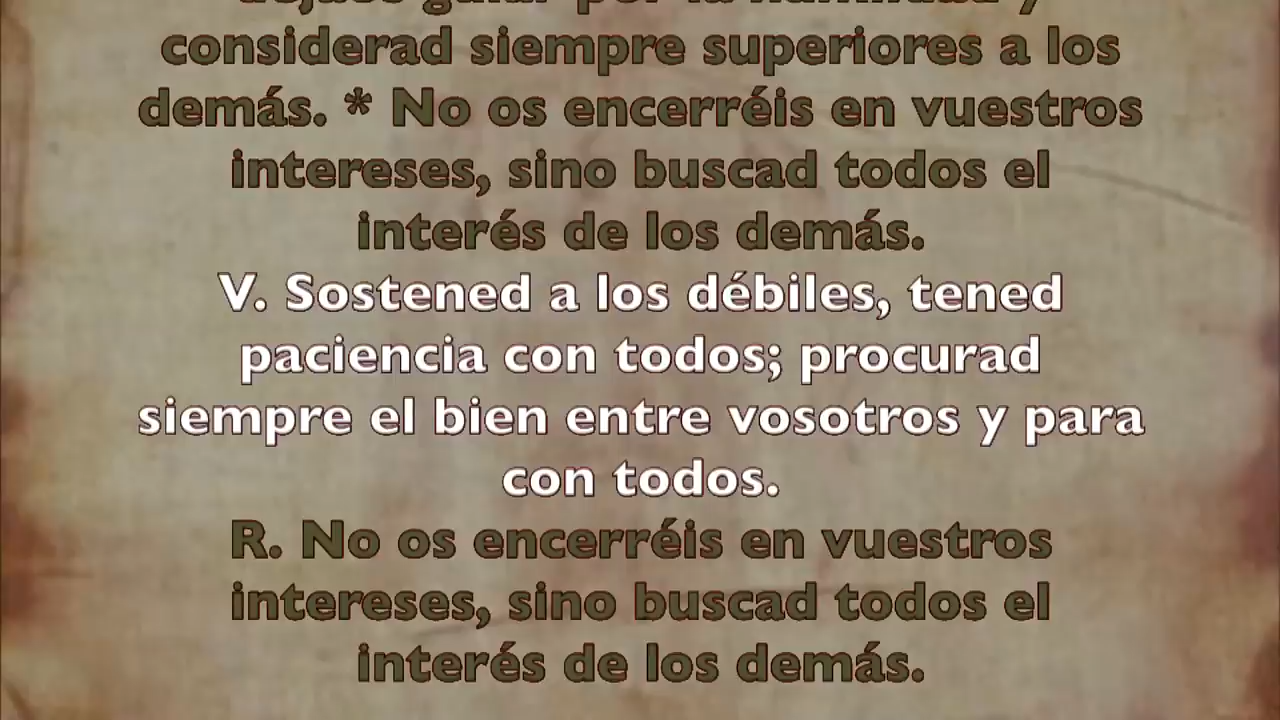 considerad siempre superiores a los
demás. * No os encerréis en vuestros
intereses, sino buscad todos el
interés de los demás.
V. Sostened a los débiles, tened
paciencia con todos; procurad
siempre el bien entre vosotros y para
con todos.
R. No os encerréis en vuestros
intereses, sino buscad todos el
interés de los demás.